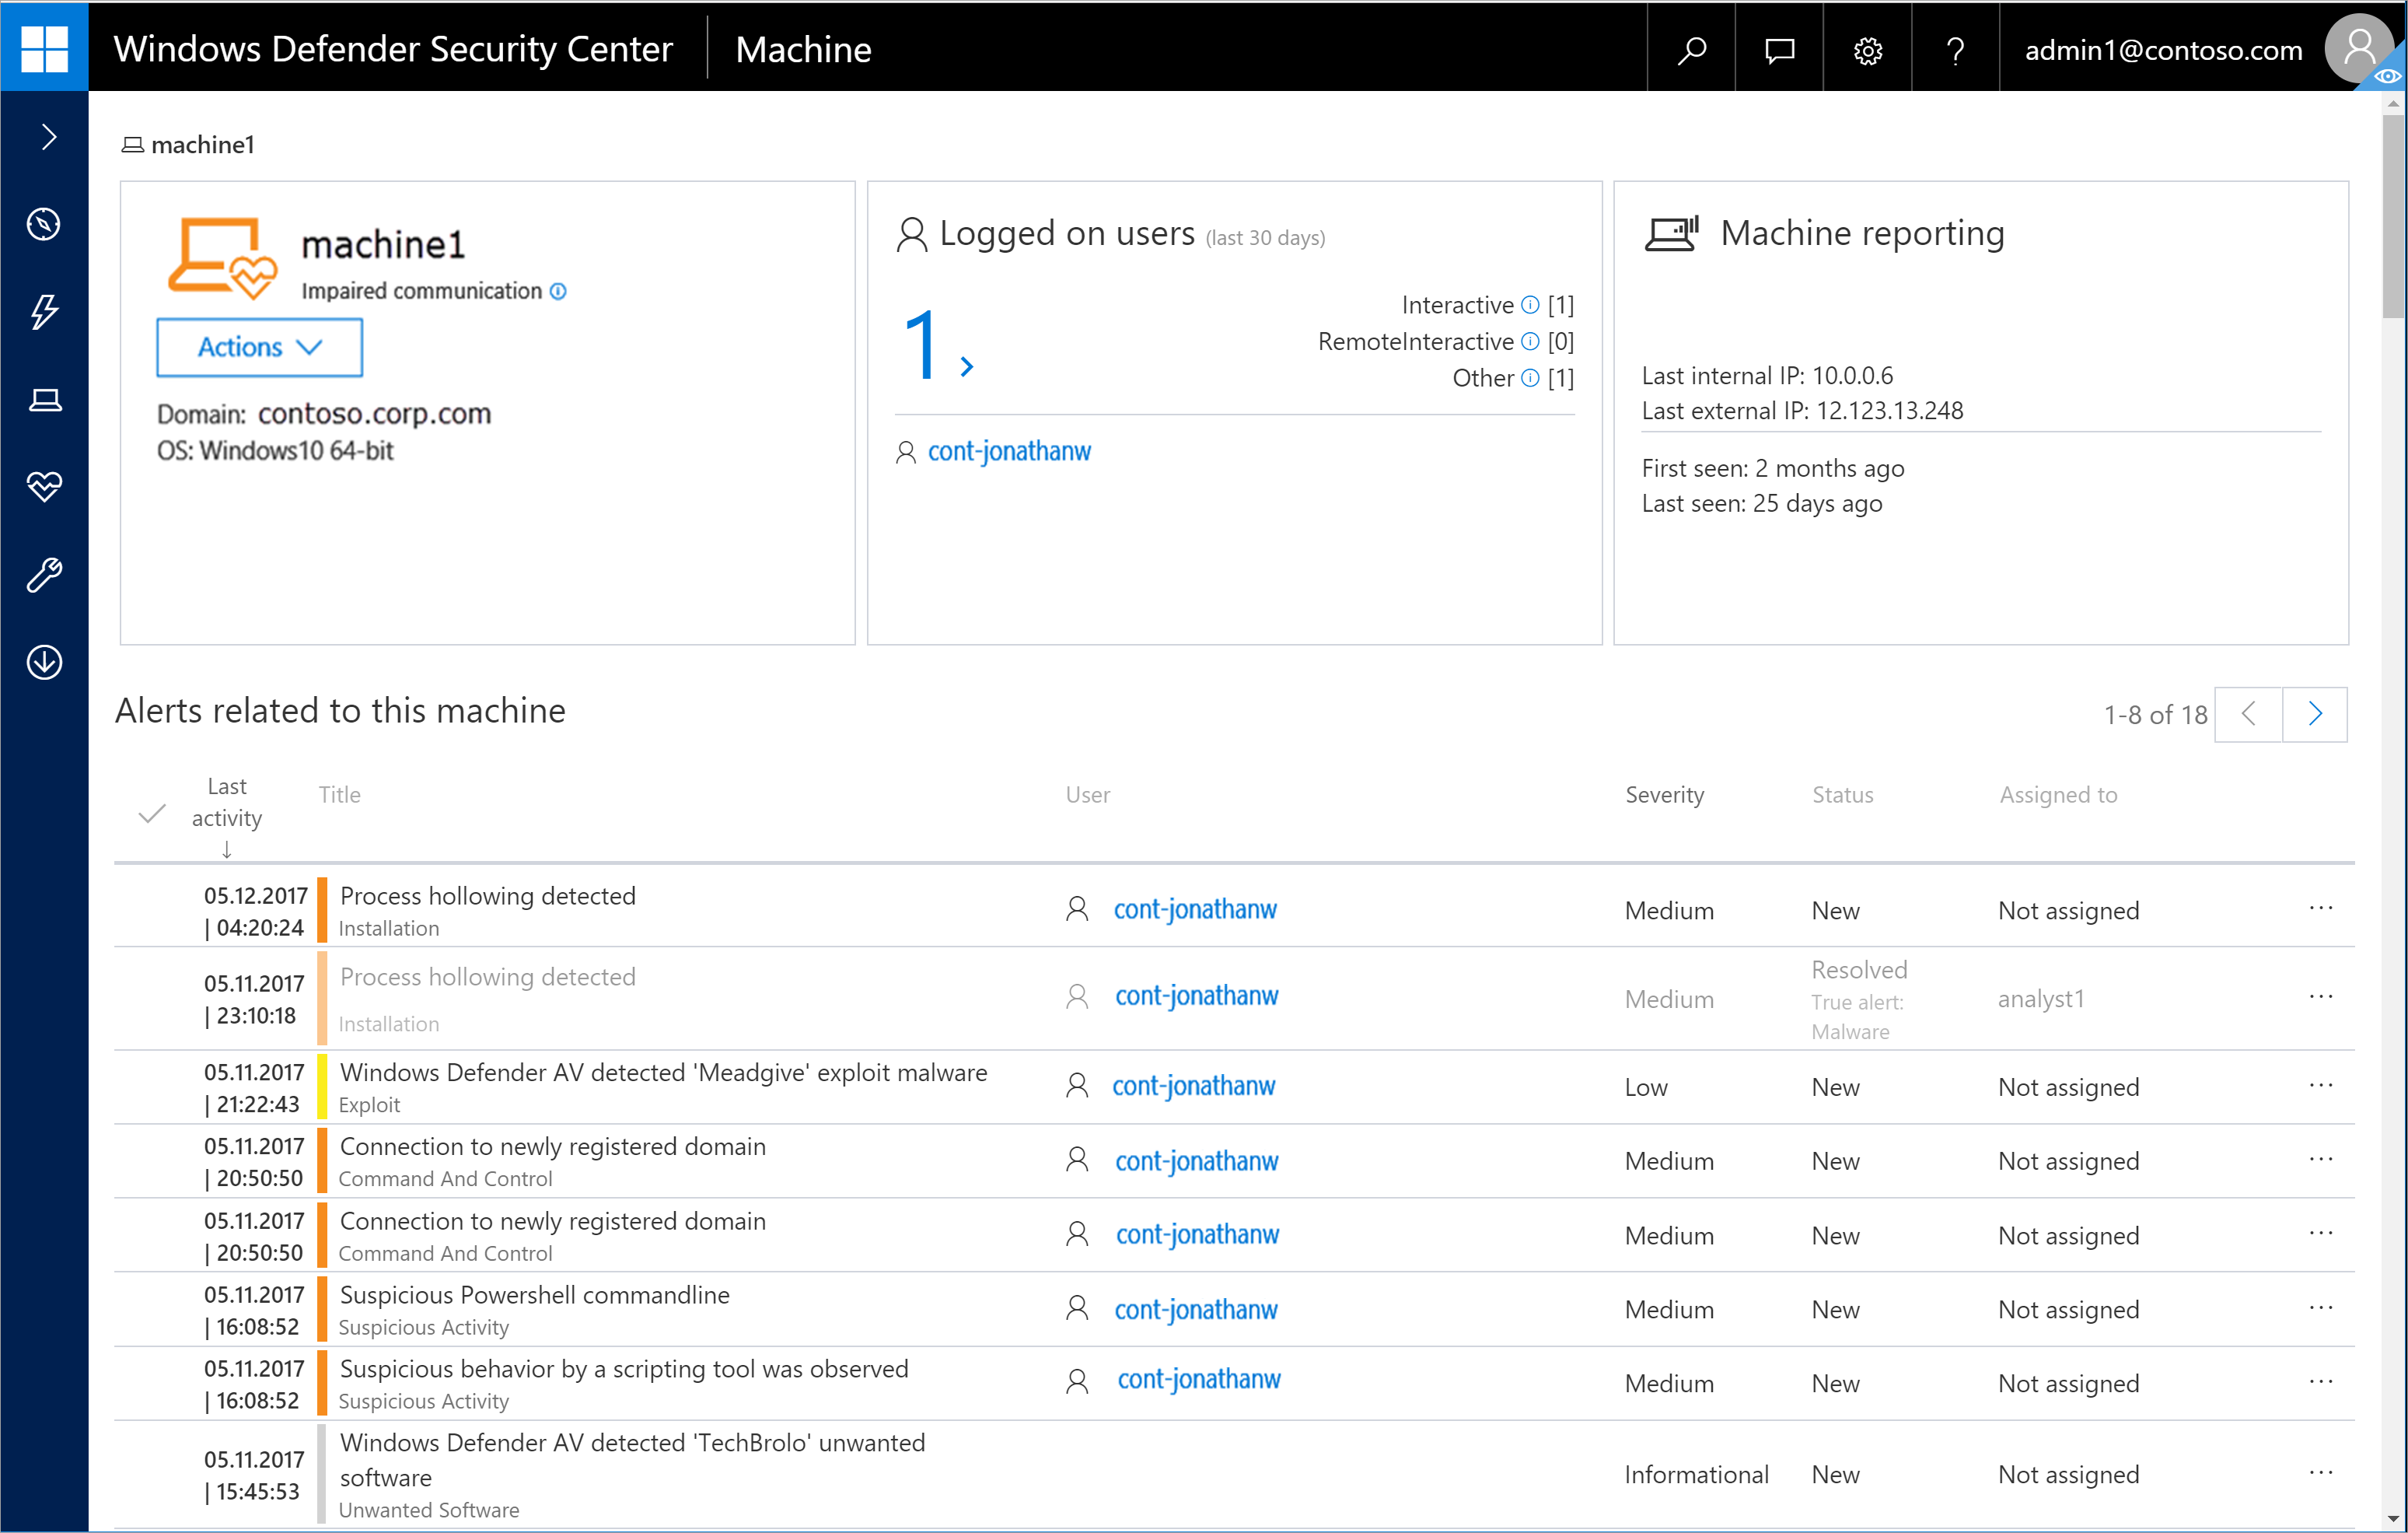 Windows Defender Security Center Machine admin1@contoso.com
machine1
machine1
Impaired communication
Actions
Domain: contoso.corp.com
OS: Windows10 64-bit
Logged on users (last 30 days)
1
Interactive [1]
RemoteInteractive [0]
Other [1]
cont-jonathanw
Machine reporting
Last internal IP: 10.0.0.6
Last external IP: 12.123.13.248
First seen: 2 months ago
Last seen: 25 days ago
Alerts related to this machine
1-8 of 18
Last activity Title User Severity Status Assigned to
05.12.2017 | 04:20:24 Process hollowing detected cont-jonathanw Medium New Not assigned ...
Installation
05.11.2017 | 23:10:18 Process hollowing detected cont-jonathanw Medium Resolved analyst1 ...
Installation True alert: Malware
05.11.2017 | 21:22:43 Windows Defender AV detected 'Meadgive' exploit malware cont-jonathanw Low New Not assigned ...
Exploit
05.11.2017 | 20:50:50 Connection to newly registered domain cont-jonathanw Medium New Not assigned ...
Command And Control
05.11.2017 | 20:50:50 Connection to newly registered domain cont-jonathanw Medium New Not assigned ...
Command And Control
05.11.2017 | 16:08:52 Suspicious Powershell commandline cont-jonathanw Medium New Not assigned ...
Suspicious Activity
05.11.2017 | 16:08:52 Suspicious behavior by a scripting tool was observed cont-jonathanw Medium New Not assigned ...
Suspicious Activity
05.11.2017 | 15:45:53 Windows Defender AV detected 'TechBrolo' unwanted software Informational New Not assigned ...
Unwanted Software